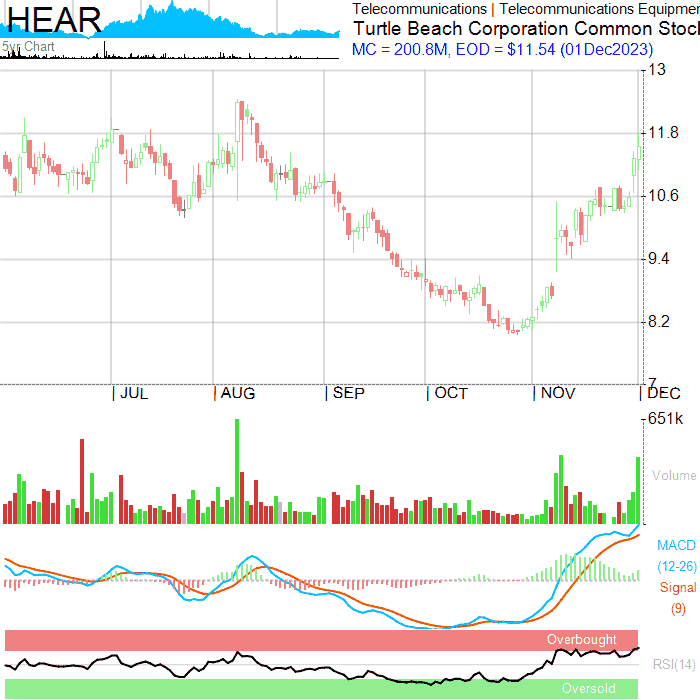 HEAR
5yr Chart
Telecommunications | Telecommunications Equipmen
Turtle Beach Corporation Common Stock
MC = 200.8M, EOD = $11.54 (01Dec2023)
13
11.8
10.6
9.4
8.2
7
JUL
AUG
SEP
OCT
NOV
DEC
651k
Volume
MACD
(12-26)
Signal
(9)
Overbought
RSI(14)
Oversold